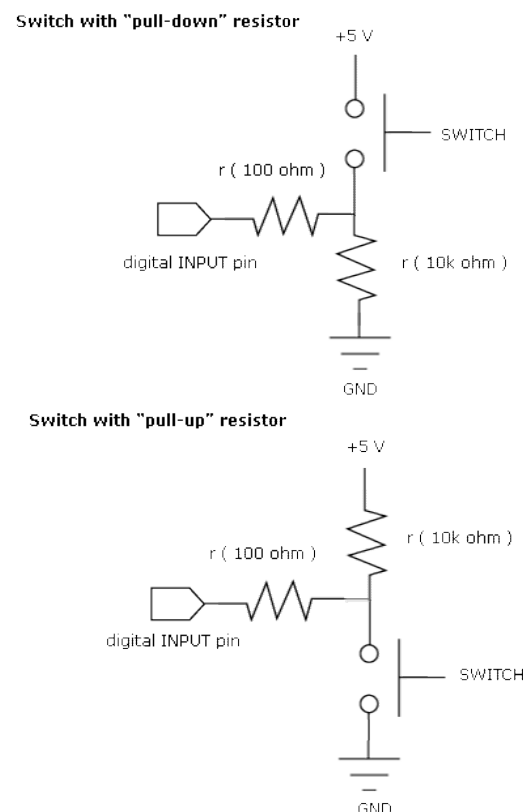 Switch with "pull-down" resistor
+5 V
SWITCH
r ( 100 ohm )
digital INPUT pin
r ( 10k ohm )
GND
Switch with "pull-up" resistor
+5 V
r ( 10k ohm )
r ( 100 ohm )
digital INPUT pin
SWITCH
GND